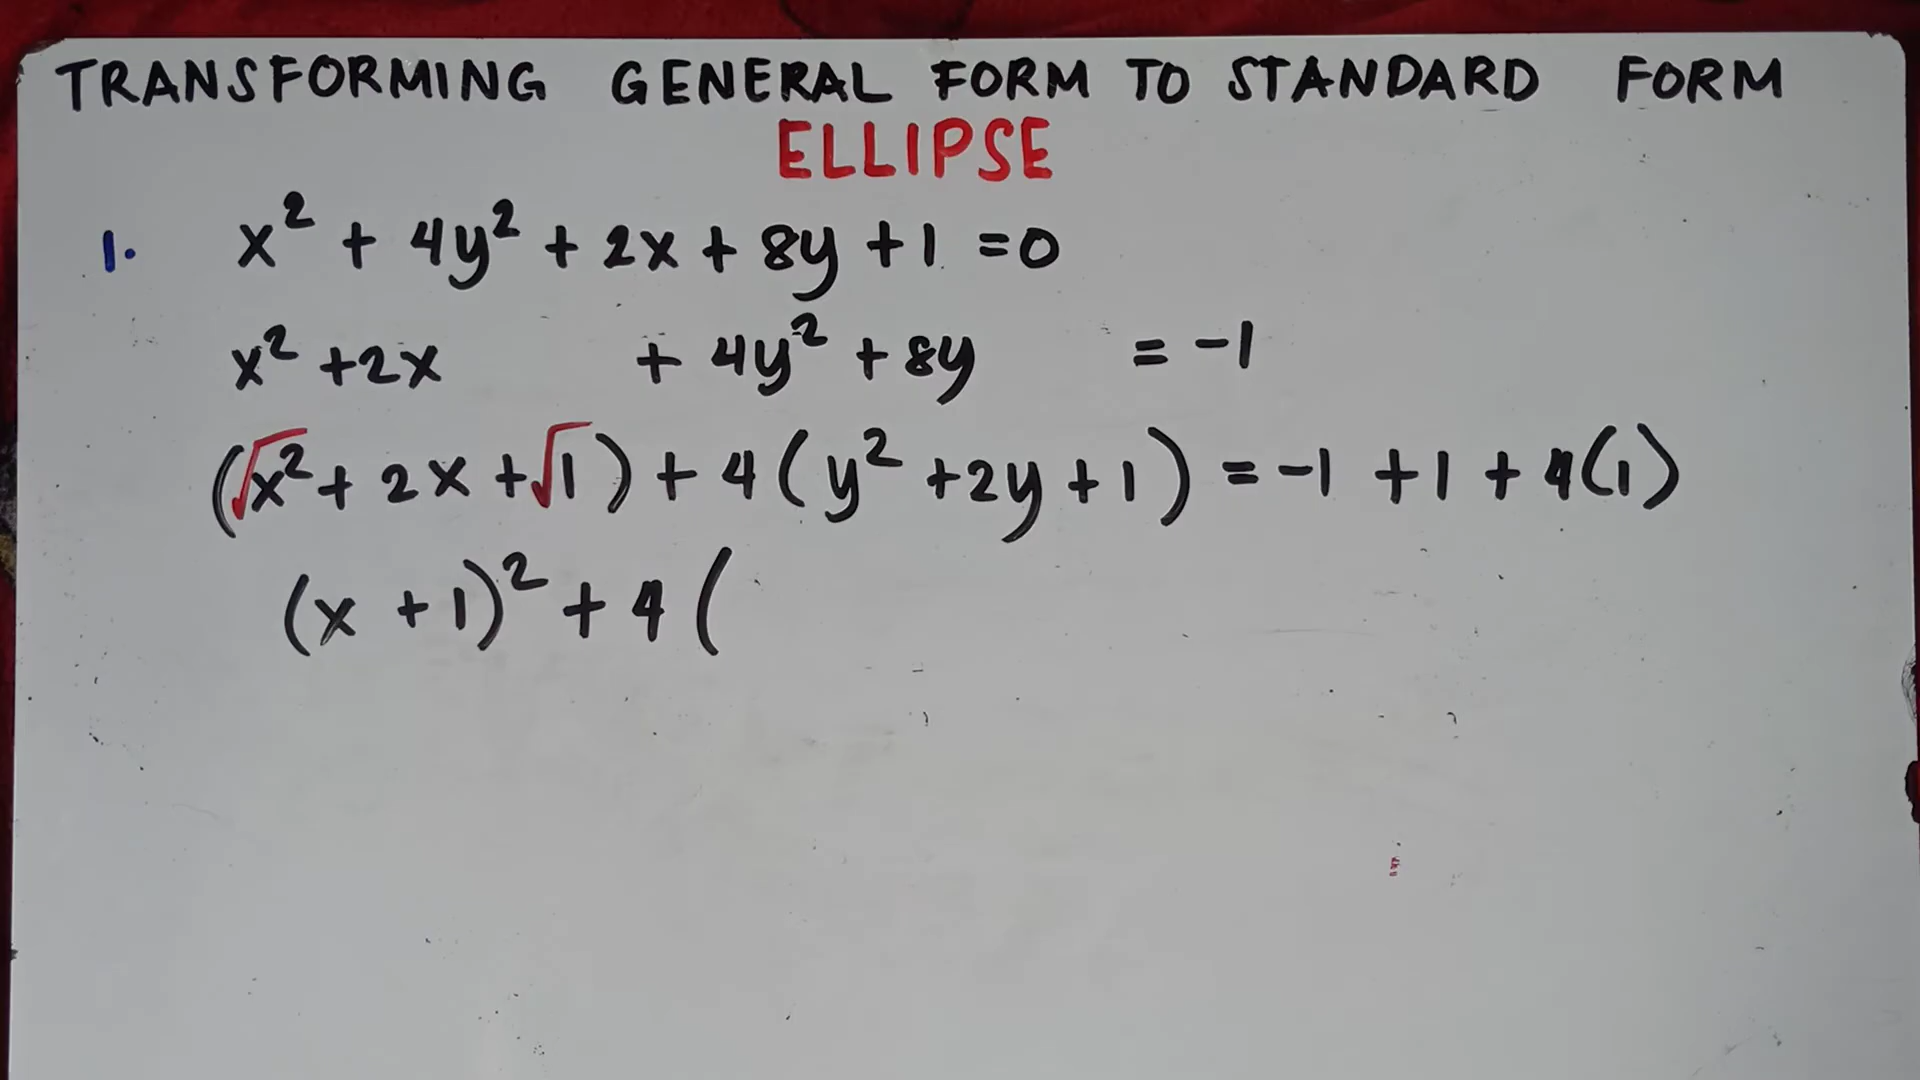 TRANSFORMING GENERAL FORM TO STANDARD FORM
ELLIPSE
1. x² + 4y² + 2x + 8y + 1 = 0
x² + 2x + 4y² + 8y = -1
(√x² + 2x + √1) + 4(y² + 2y + 1) = -1 + 1 + 4(1)
(x + 1)² + 4(